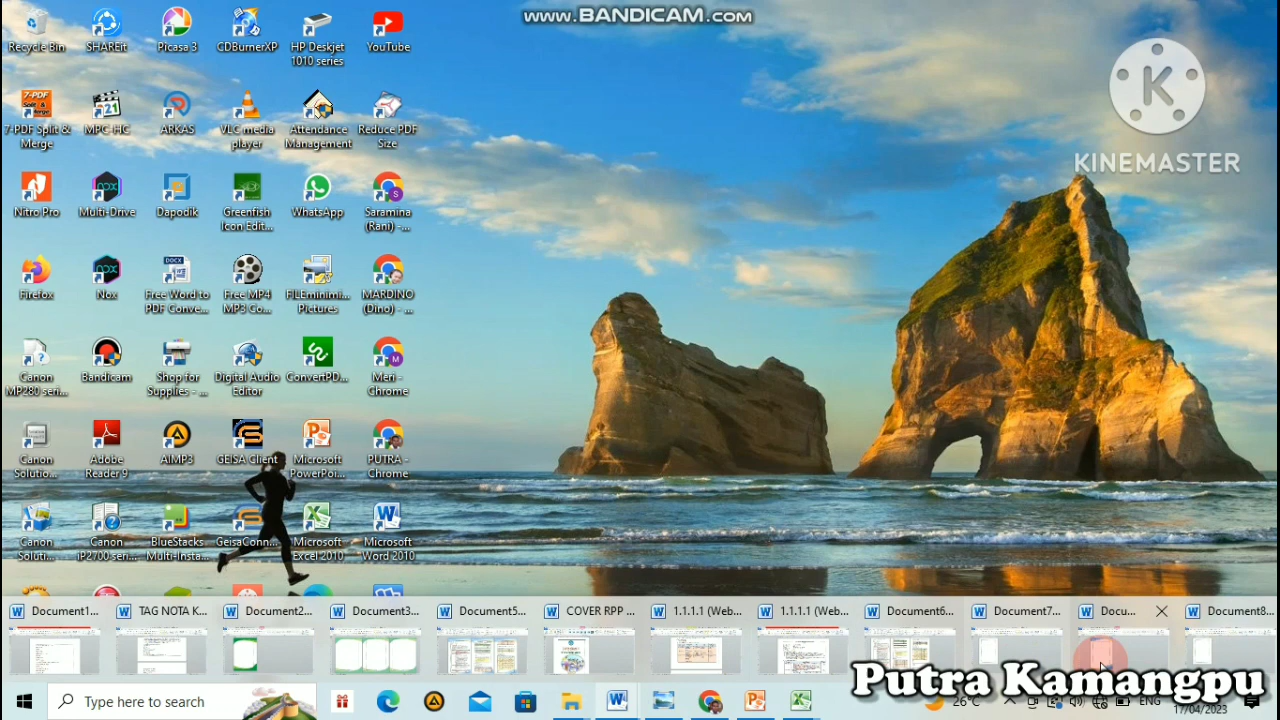 www.BANDICAM.com
K
KINEMASTER
Recycle Bin
SHAREit
Picasa 3
CDBurnerXP
HP Deskjet
1010 series
YouTube
7-PDF Split &
Merge
MPC-HC
ARKAS
VLC media
player
Attendance
Management
Reduce PDF
Size
Nitro Pro
Multi-Drive
Dapodik
Greenfish
Icon Edit...
WhatsApp
Saramina
(Rani) -...
Firefox
Nox
Free Word to
PDF Conve...
Free MP4
MP3 Co...
FILEminimi...
Pictures
MARDINO
(Dino) - ...
Canon
MP280 seri...
Bandicam
Shop for
Supplies - ...
Digital Audio
Editor
ConvertPD...
Meri -
Chrome
Canon
Solutio...
Adobe
Reader 9
AIMP3
GEISA Client
Microsoft
PowerPoi...
PUTRA -
Chrome
Canon
Soluti...
Canon
iP2700 seri...
BlueStacks
Multi-Insta...
GeisaConn...
Microsoft
Excel 2010
Microsoft
Word 2010
Document1...
TAG NOTA K...
Document2...
Document3...
Document5...
COVER RPP ...
1.1.1.1 (Web...
1.1.1.1 (Web...
Document6...
Document7...
Docu...
Document8...
Putra Kamangpu
Type here to search
26°C
ENG
17/04/2023